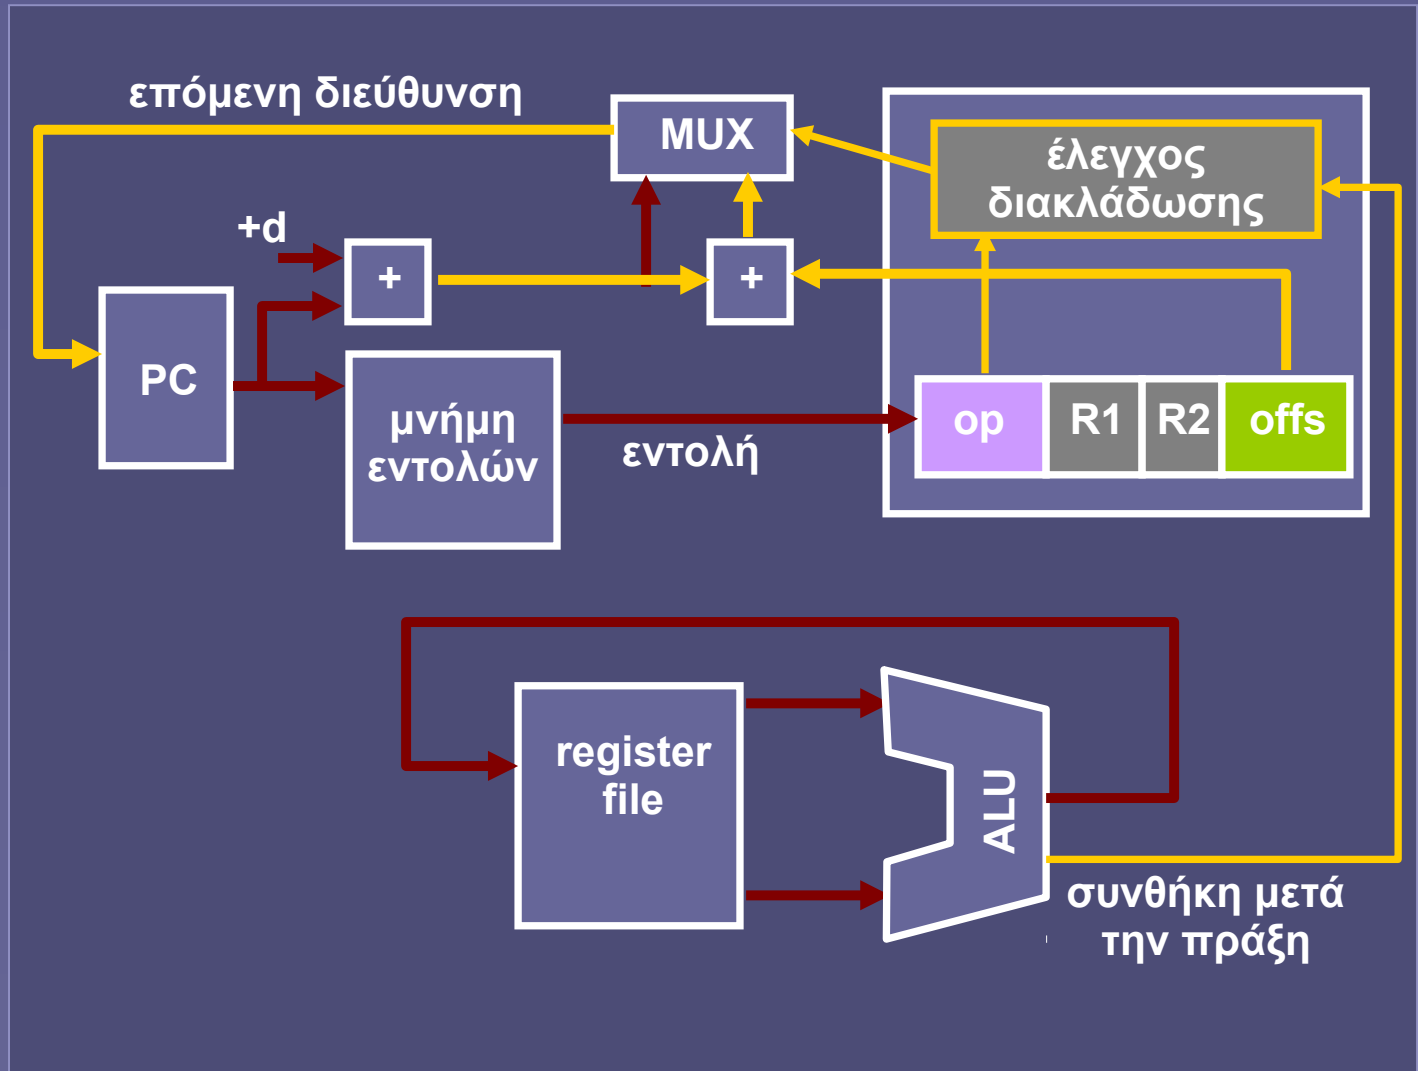 επόμενη διεύθυνση
MUX
έλεγχος
διακλάδωσης
+d
+
+
PC
μνήμη
εντολών
εντολή
op
R1
R2
offs
register
file
ALU
συνθήκη μετά
την πράξη